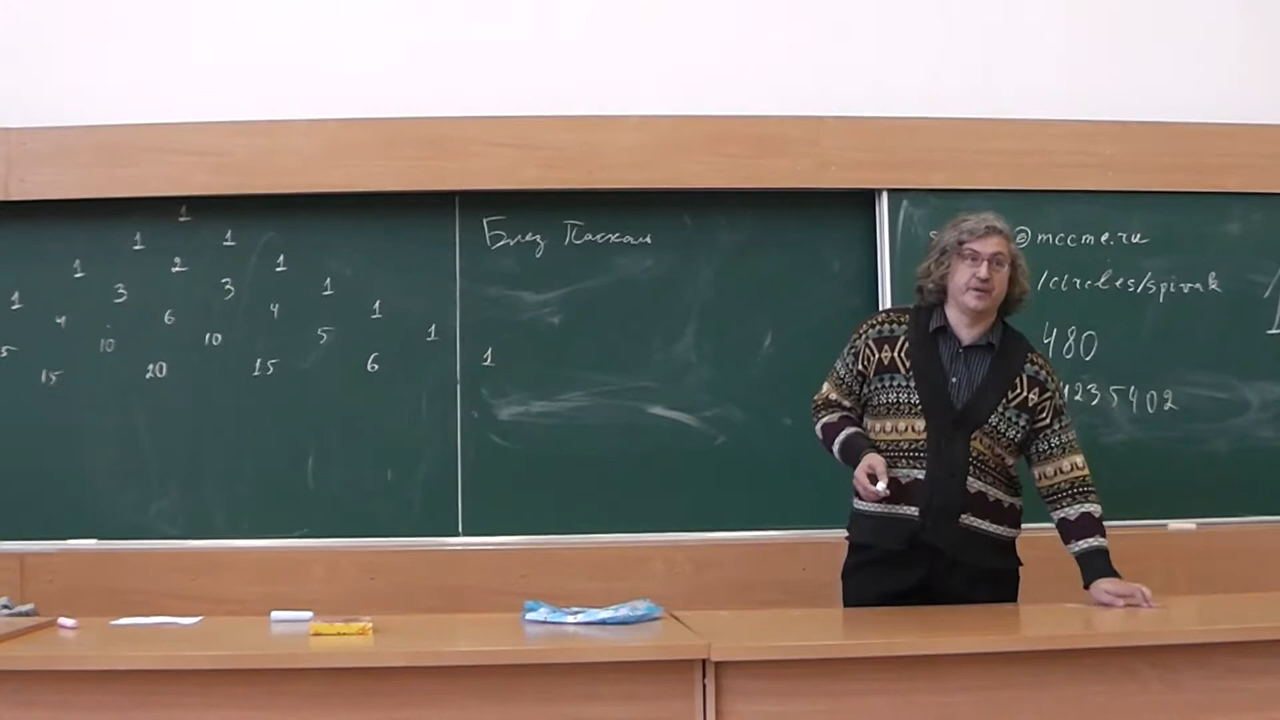 1
1 1
1 2 1
1 3 3 1
4 6 4 1
5 10 10 5 1
15 20 15 6 1
Блез Паскаль
@mccme.ru
/circles/spivak
480
1235402